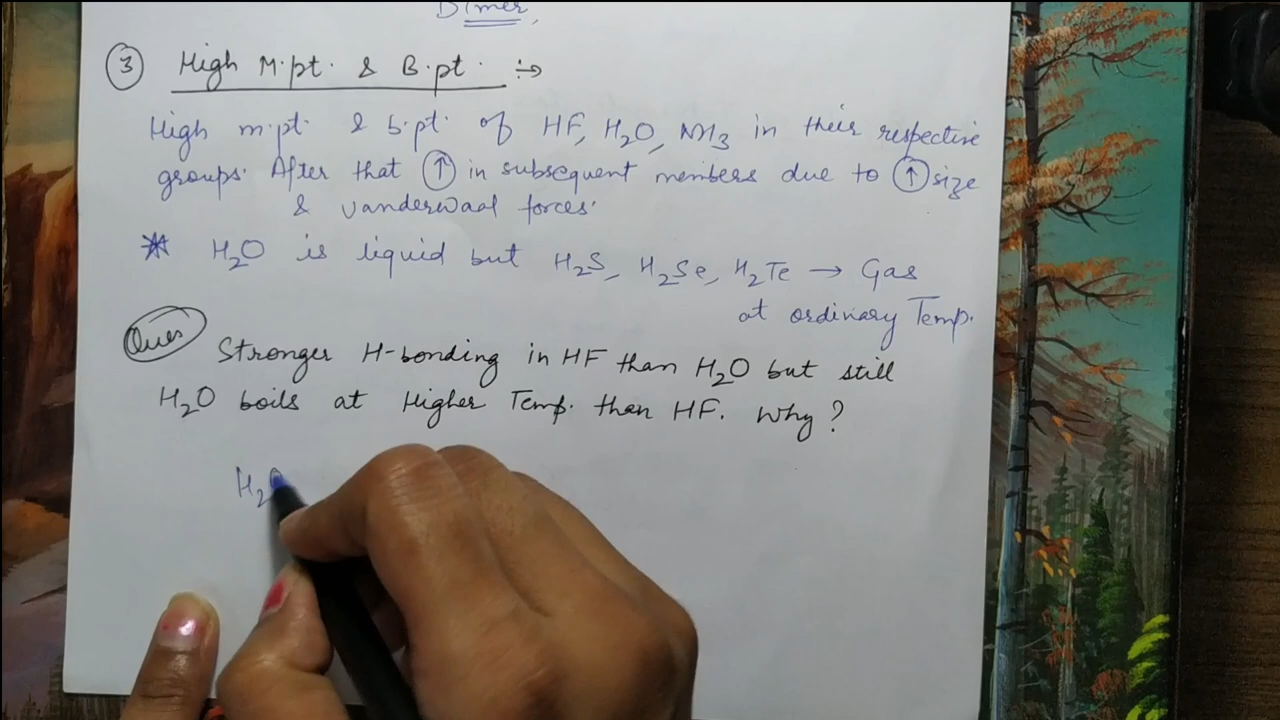 Dimer,
③ High M.pt. & B.pt. :→
High m.pt. & b.pt. of HF, H₂O, NH₃ in their respective
groups. After that ↑ in subsequent members due to ↑ size
& vanderwaal forces.
* H₂O is liquid but H₂S, H₂Se, H₂Te → Gas
at ordinary Temp.
Ques Stronger H-bonding in HF than H₂O but still
H₂O boils at Higher Temp. than HF. Why?
H₂O